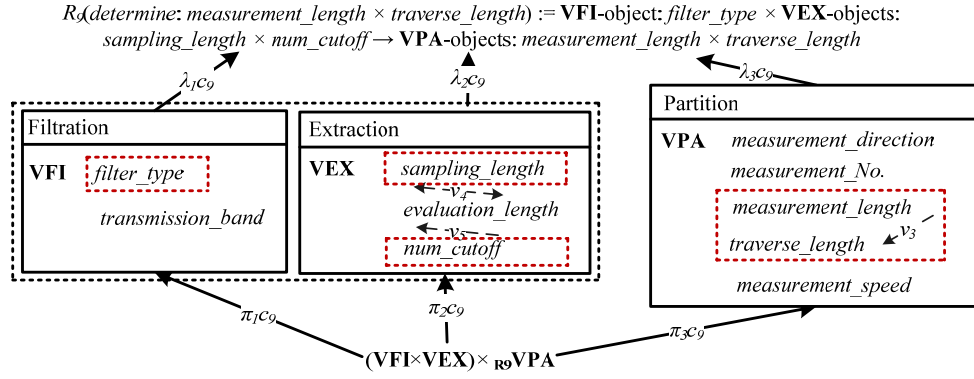 R9(determine: measurement_length × traverse_length) := VFI-object: filter_type × VEX-objects:
sampling_length × num_cutoff → VPA-objects: measurement_length × traverse_length
λ1c9
λ2c9
λ3c9
Filtration
VFI
filter_type
transmission_band
Extraction
VEX
sampling_length
v4
evaluation_length
v5
num_cutoff
Partition
VPA
measurement_direction
measurement_No.
measurement_length
v3
traverse_length
measurement_speed
π1c9
π2c9
π3c9
(VFI×VEX)× R9VPA